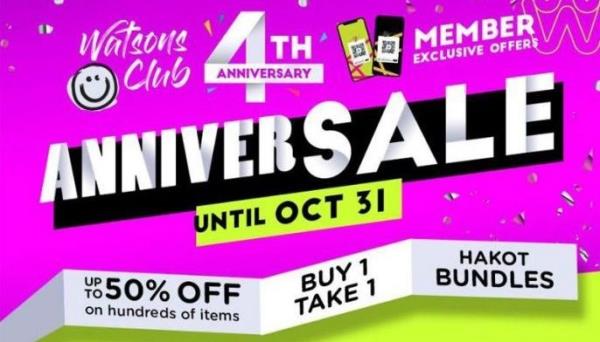 Watsons
Club
4TH
ANNIVERSARY
MEMBER
EXCLUSIVE OFFERS
ANNIVERSALE
UNTIL OCT 31
UP TO 50% OFF
on hundreds of items
BUY 1
TAKE 1
HAKOT
BUNDLES